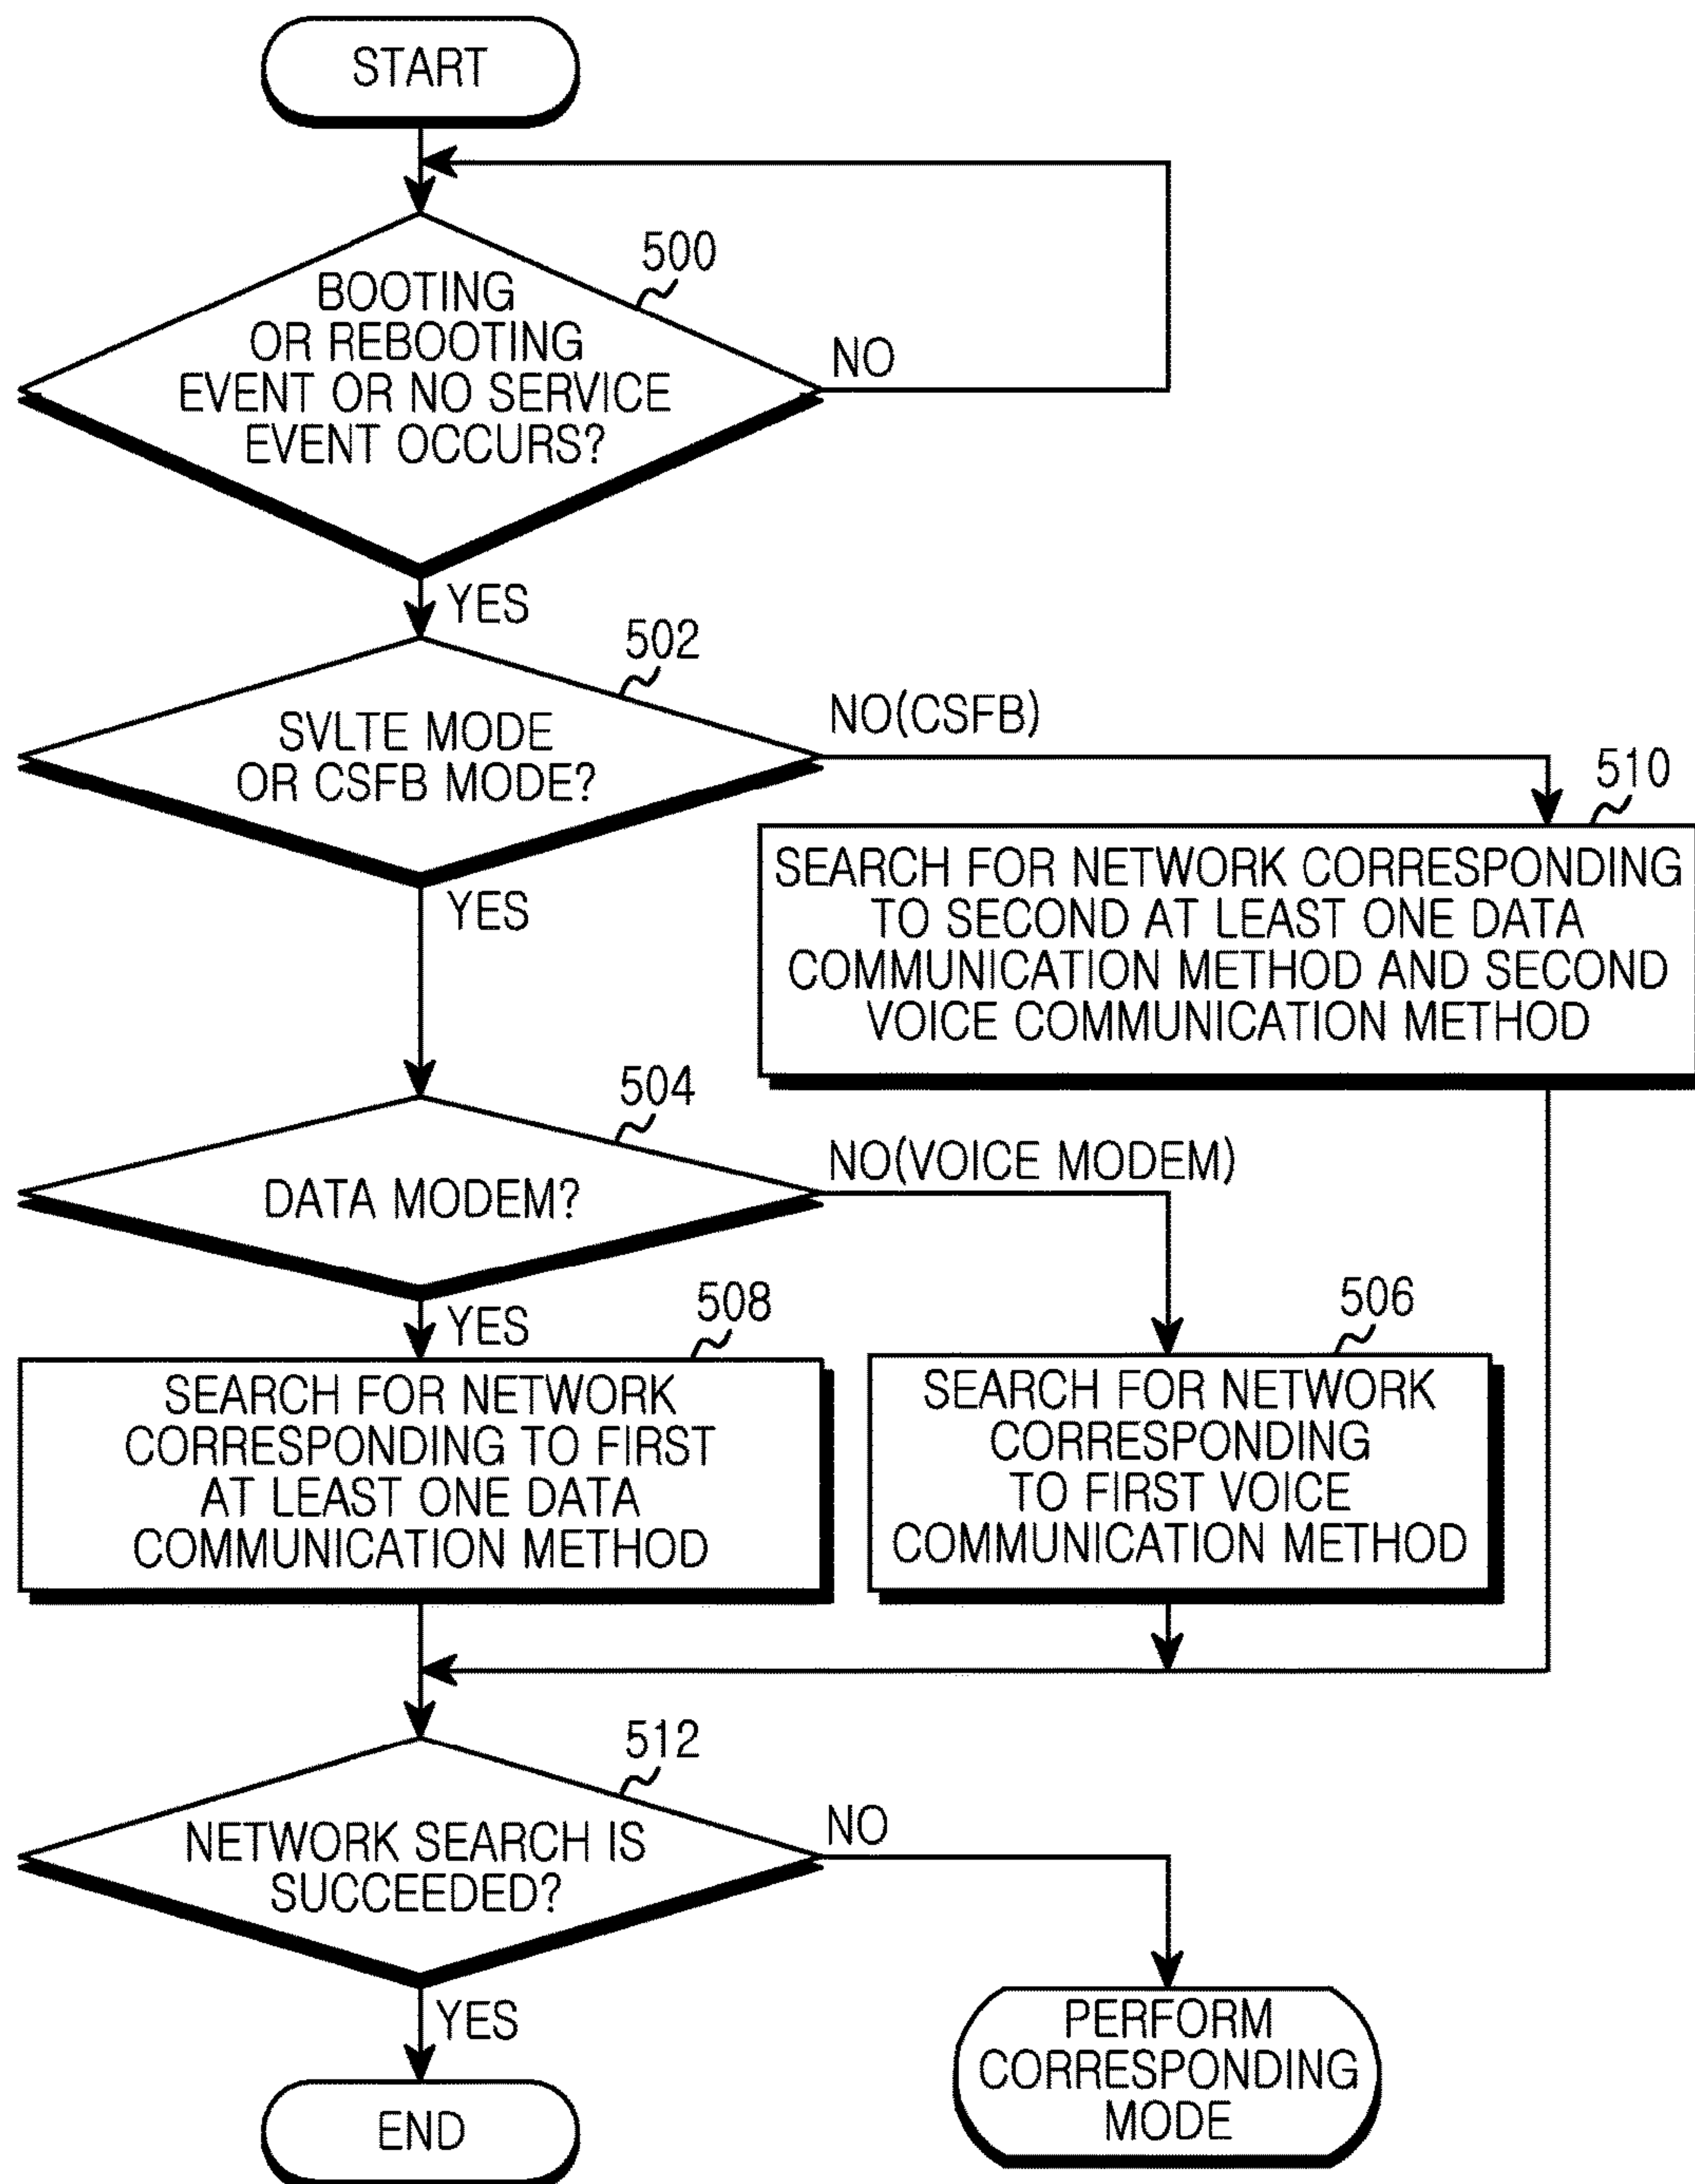 START
500
BOOTING
OR REBOOTING
EVENT OR NO SERVICE
EVENT OCCURS?
NO
YES
502
SVLTE MODE
OR CSFB MODE?
NO(CSFB)
YES
510
SEARCH FOR NETWORK CORRESPONDING
TO SECOND AT LEAST ONE DATA
COMMUNICATION METHOD AND SECOND
VOICE COMMUNICATION METHOD
504
DATA MODEM?
NO(VOICE MODEM)
YES
508
SEARCH FOR NETWORK
CORRESPONDING TO FIRST
AT LEAST ONE DATA
COMMUNICATION METHOD
506
SEARCH FOR NETWORK
CORRESPONDING
TO FIRST VOICE
COMMUNICATION METHOD
512
NETWORK SEARCH IS
SUCCEEDED?
NO
YES
END
PERFORM
CORRESPONDING
MODE